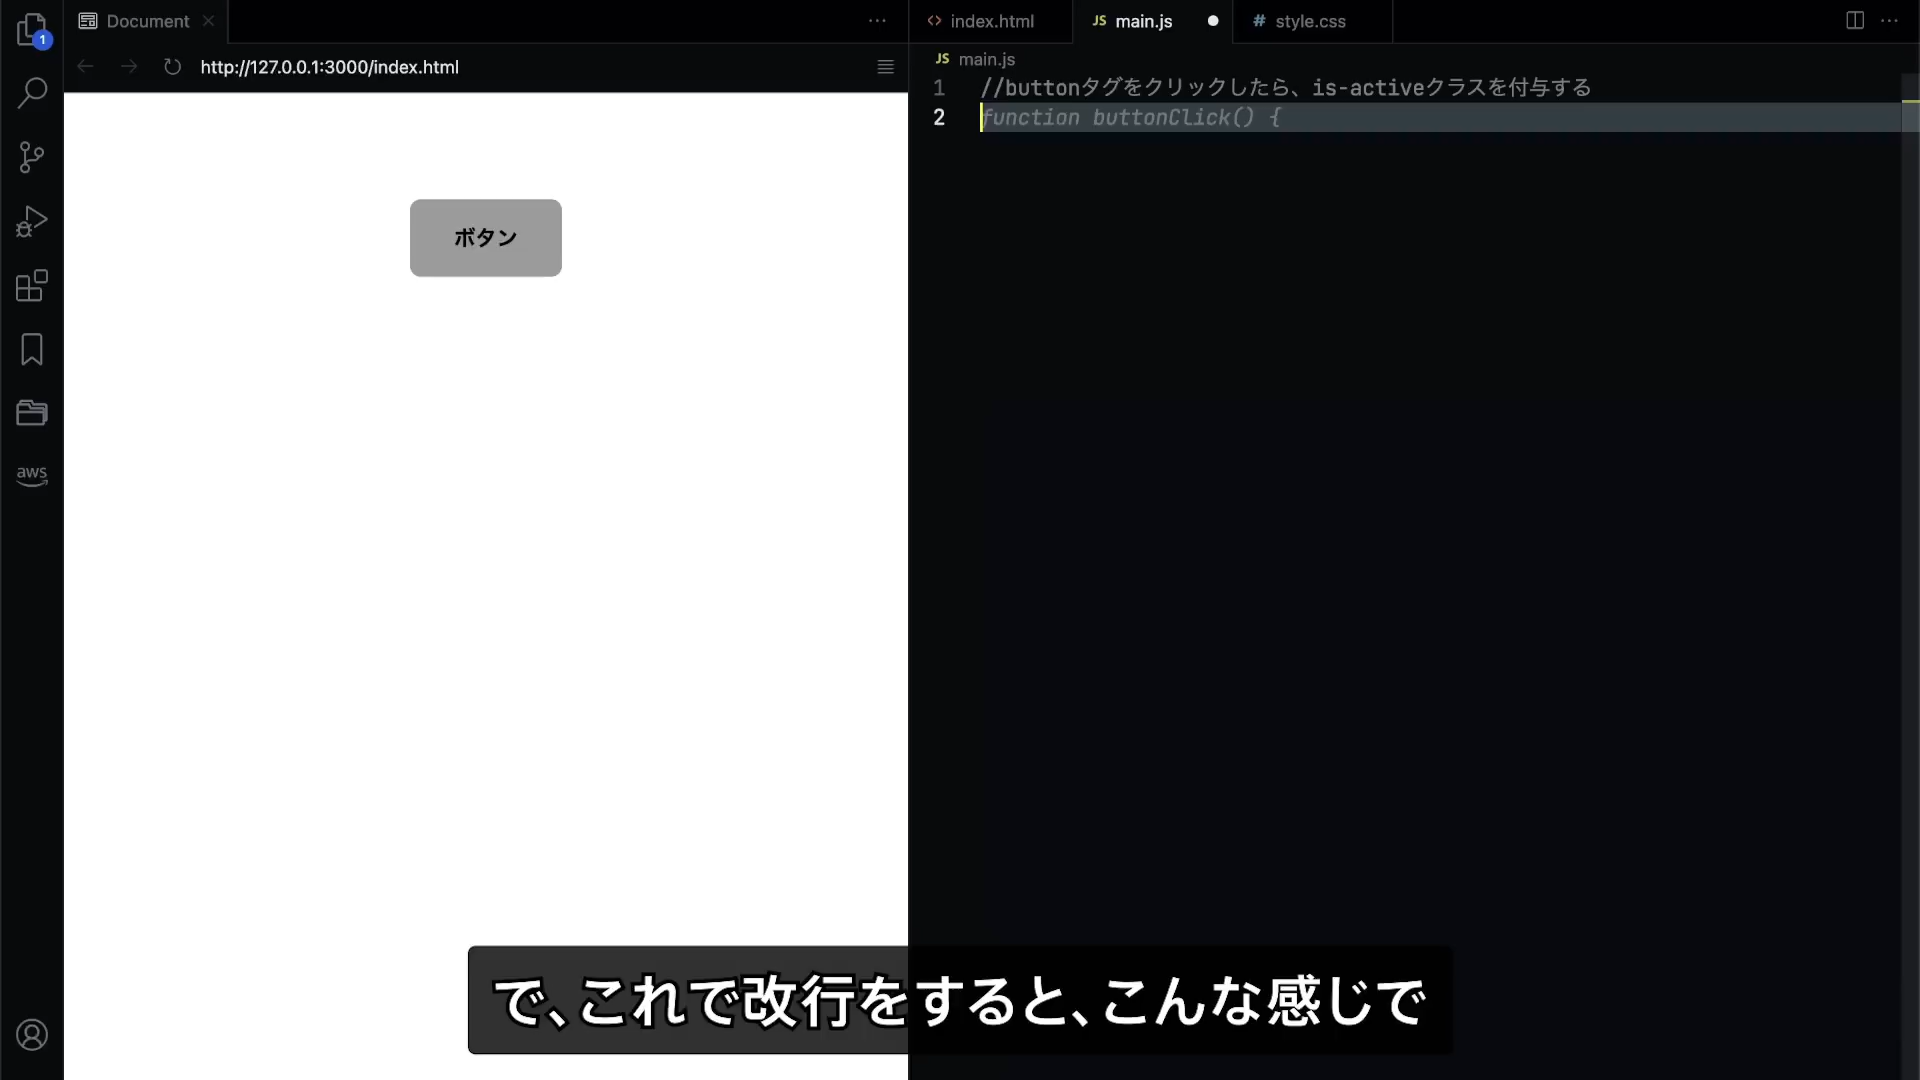 1
Document
http://127.0.0.1:3000/index.html
aws
ボタン
index.html
JS main.js
# style.css
JS main.js
1 //buttonタグをクリックしたら、is-activeクラスを付与する
2 function buttonClick() {
で、これで改行をすると、こんな感じで